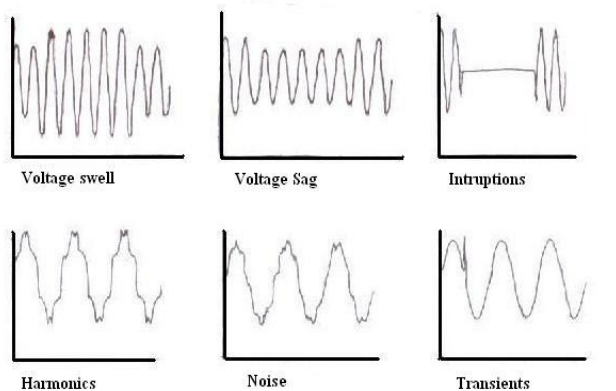 Voltage swell
Voltage Sag
Intruptions
Harmonics
Noise
Transients